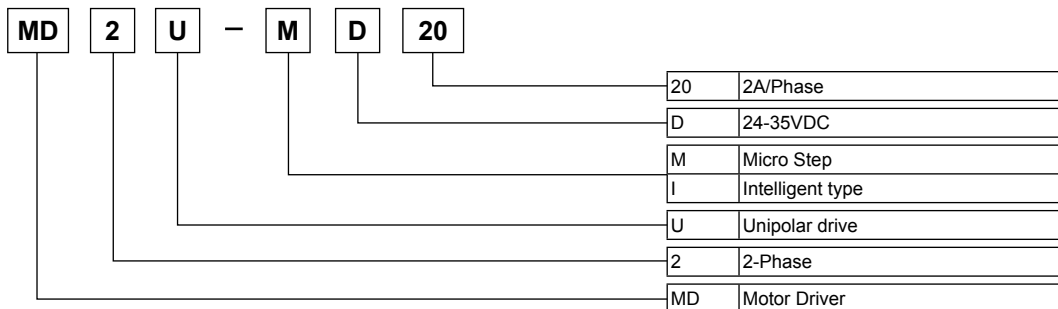 MD 2 U – M D 20
20 2A/Phase
D 24-35VDC
M Micro Step
I Intelligent type
U Unipolar drive
2 2-Phase
MD Motor Driver